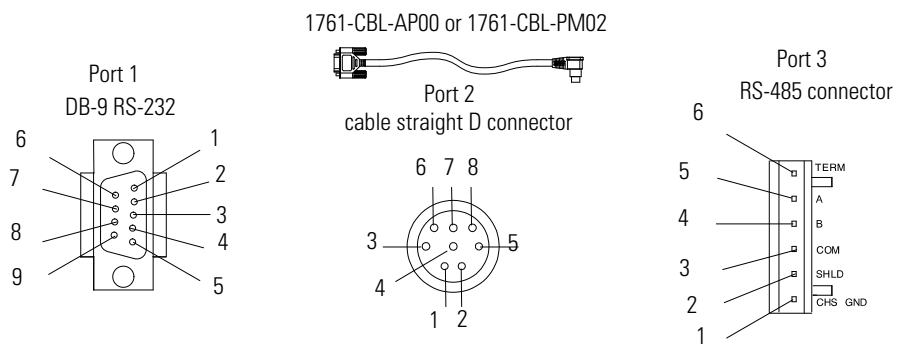 1761-CBL-AP00 or 1761-CBL-PM02
Port 1
DB-9 RS-232
6
7
8
9
1
2
3
4
5
Port 2
cable straight D connector
6 7 8
3
5
4
1 2
Port 3
RS-485 connector
6
5
4
3
2
1
TERM
A
B
COM
SHLD
CHS GND